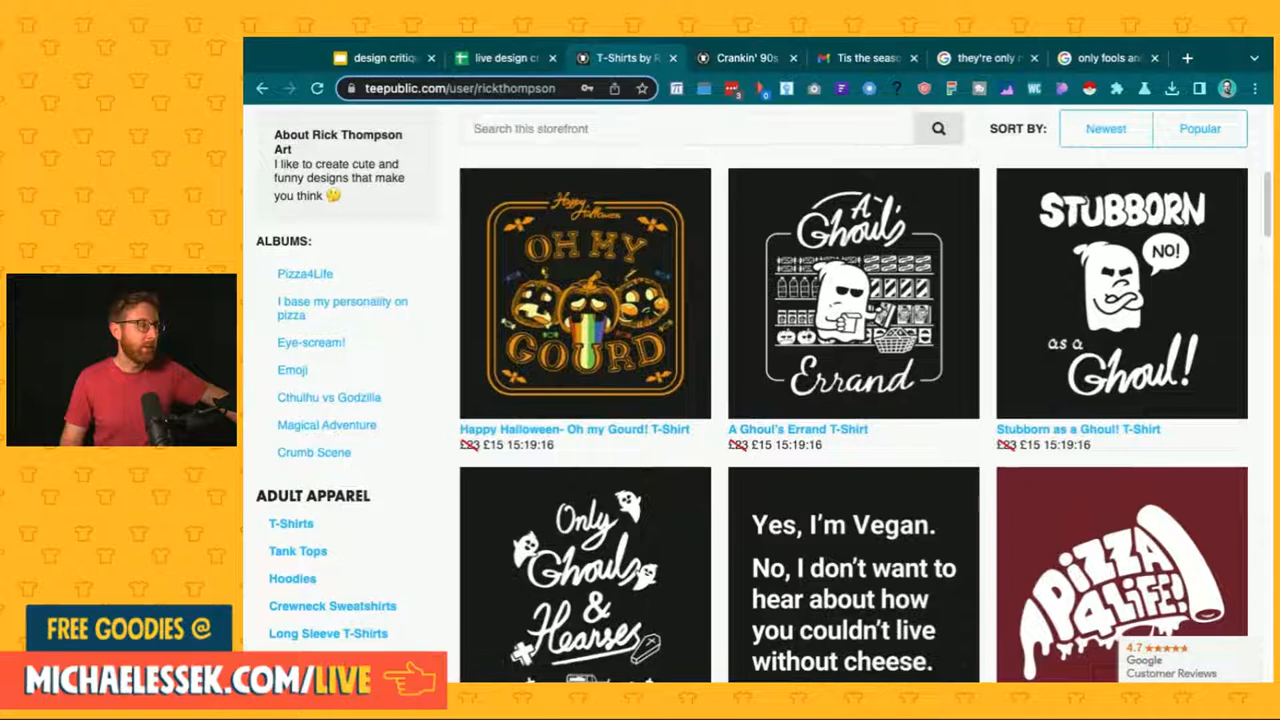 design critiq
live design cr
T-Shirts by R
Crankin' 90s
Tis the seaso
they're only r
only fools and
teepublic.com/user/rickthompson
About Rick Thompson
Art
I like to create cute and
funny designs that make
you think 🤔
Search this storefront
SORT BY:
Newest
Popular
ALBUMS:
Pizza4Life
I base my personaiity on
pizza
Eye-scream!
Emoji
Cthulhu vs Godzilla
Magical Adventure
Crumb Scene
ADULT APPAREL
T-Shirts
Tank Tops
Hoodies
Crewneck Sweatshirts
Long Sleeve T-Shirts
Happy Halloween
OH MY
GOURD
A
Ghoul's
Errand
STUBBORN
NO!
as a
Ghoul!
Happy Halloween- Oh my Gourd! T-Shirt
£23 £15 15:19:16
A Ghoul's Errand T-Shirt
£23 £15 15:19:16
Stubborn as a Ghoul! T-Shirt
£23 £15 15:19:16
Only
Ghouls
&
Hearses
Yes, I'm Vegan.
No, I don't want to
hear about how
you couldn't live
without cheese.
PIZZA
4LIFE!
4.7 ★★★★★
Google
Customer Reviews
FREE GOODIES @
MICHAELESSEK.COM/LIVE